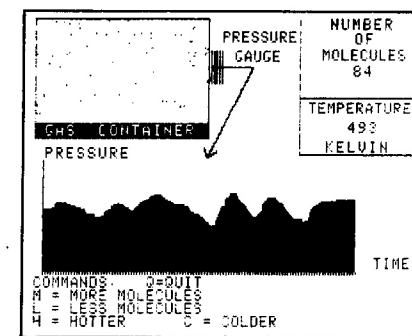 PRESSURE
GAUGE
NUMBER
OF
MOLECULES
84
TEMPERATURE
493
KELVIN
GAS CONTAINER
PRESSURE
TIME
COMMANDS. Q=QUIT
M = MORE MOLECULES
L = LESS MOLECULES
H = HOTTER C = COLDER